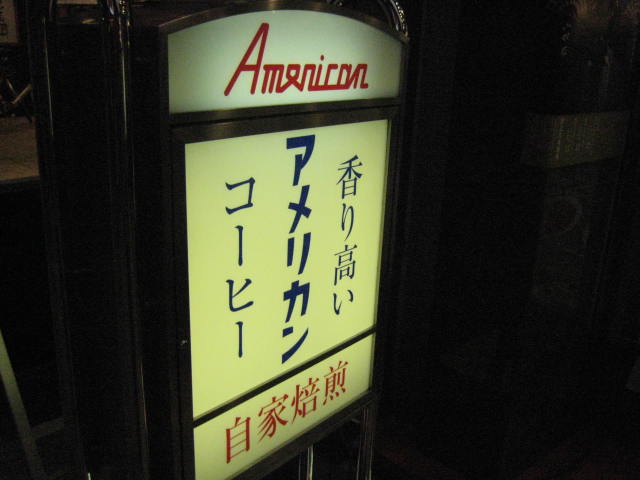 American
香り高い
アメリカン
コーヒー
自家焙煎